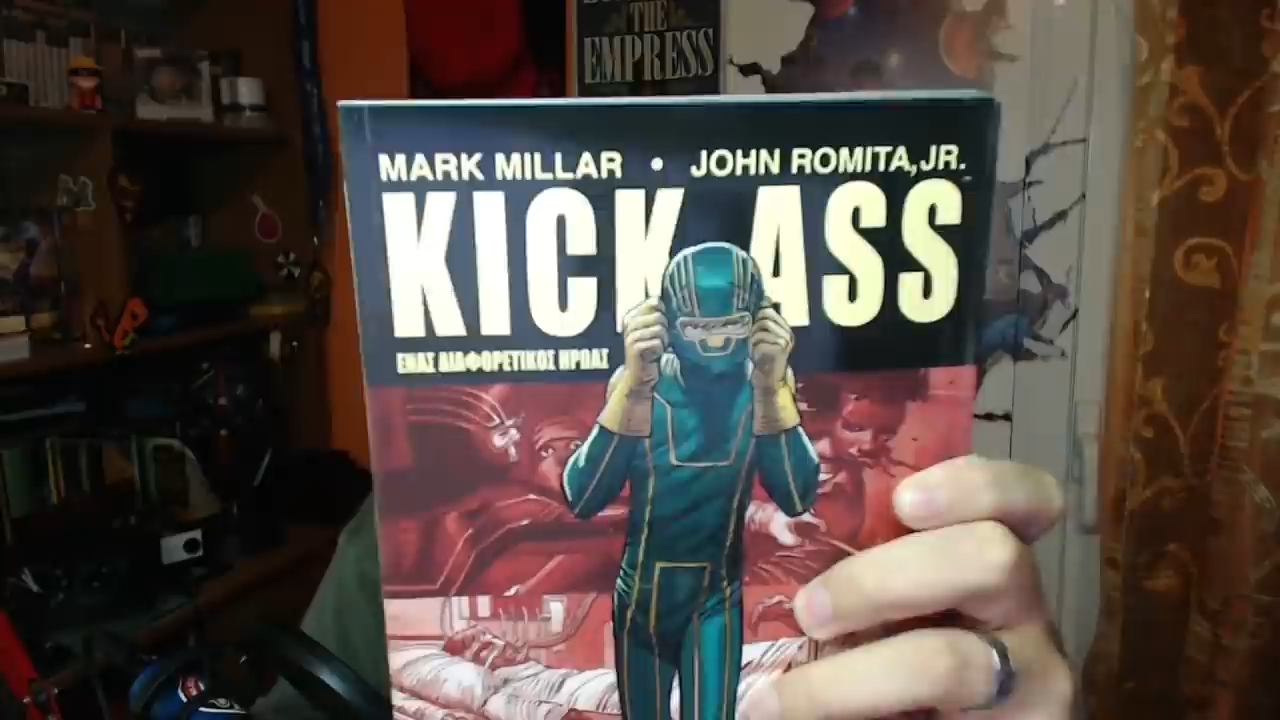 THE
EMPRESS
MARK MILLAR • JOHN ROMITA, JR.
KICK ASS
ΕΝΑΣ ΔΙΑΦΟΡΕΤΙΚΟΣ ΗΡΩΑΣ